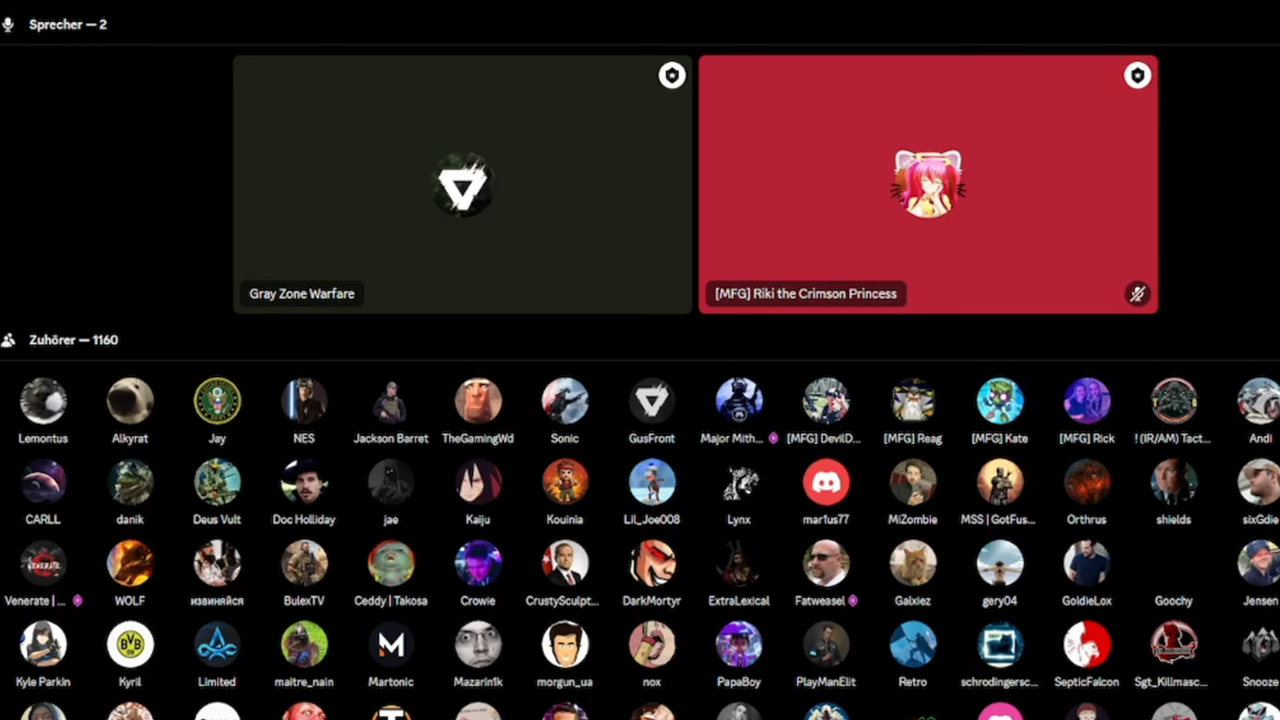 Sprecher — 2
Gray Zone Warfare
[MFG] Riki the Crimson Princess
Zuhörer — 1160
Lemontus Alkyrat Jay NES Jackson Barret TheGamingWd Sonic GusFront Major Mith... [MFG] DevilD... [MFG] Reag [MFG] Kate [MFG] Rick ! (IR/AM) Tact... Andi
CARLL danik Deus Vult Doc Holliday jae Kaiju Kouinia Lil_Joe008 Lynx mar1us77 MiZombie MSS | GotFus... Orthrus shields sixGdie
VENERATE
Venerate | ... WOLF извиняйся BulexTV Ceddy | Takosa Crowie CrustySculpt... DarkMortyr ExtraLexical Fatweasel Galxiez gery04 GoldieLox Goochy Jensen
BVB 09 M
Kyle Parkin Kyril Limited maitre_nain Martonic Mazarin1k morgun_ua nox PapaBoy PlayManElit Retro schrodingersc... SepticFalcon Sgt_Killmasc... Snooze